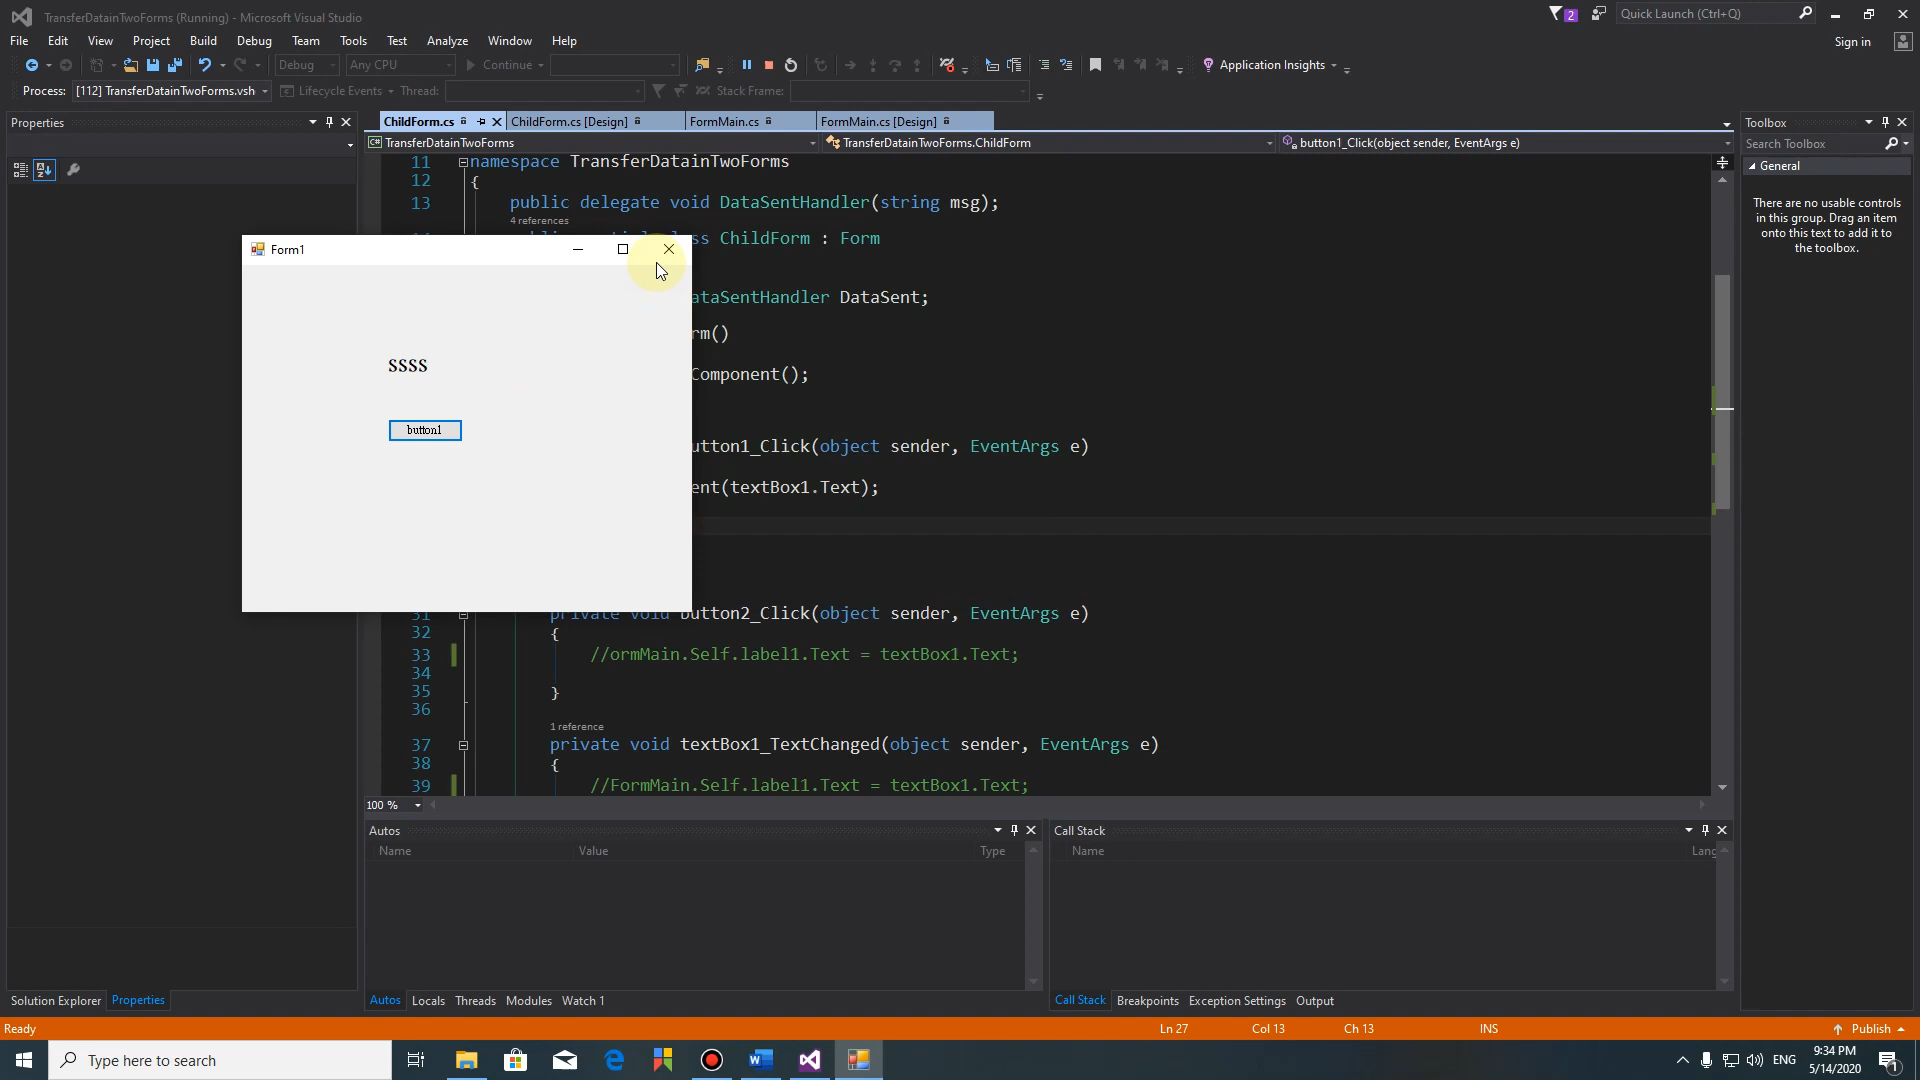 TransferDatainTwoForms (Running) - Microsoft Visual Studio
2
Quick Launch (Ctrl+Q)
File Edit View Project Build Debug Team Tools Test Analyze Window Help
Sign in
Debug Any CPU Continue Application Insights
Process: [112] TransferDatainTwoForms.vsh Lifecycle Events Thread: Stack Frame:
Properties
ChildForm.cs ChildForm.cs [Design] FormMain.cs FormMain.cs [Design]
Toolbox
TransferDatainTwoForms TransferDatainTwoForms.ChildForm button1_Click(object sender, EventArgs e)
Search Toolbox
General
There are no usable controls
in this group. Drag an item
onto this text to add it to
the toolbox.
11 namespace TransferDatainTwoForms
12 {
13 public delegate void DataSentHandler(string msg);
4 references
ss ChildForm : Form
Form1
ataSentHandler DataSent;
rm()
SSSS
Component();
button1
utton1_Click(object sender, EventArgs e)
ent(textBox1.Text);
31 private void button2_Click(object sender, EventArgs e)
32 {
33 //ormMain.Self.label1.Text = textBox1.Text;
34
35 }
36
1 reference
37 private void textBox1_TextChanged(object sender, EventArgs e)
38 {
39 //FormMain.Self.label1.Text = textBox1.Text;
100 %
Autos
Name Value Type
Call Stack
Name Lang
Solution Explorer Properties
Autos Locals Threads Modules Watch 1
Call Stack Breakpoints Exception Settings Output
Ready Ln 27 Col 13 Ch 13 INS Publish
Type here to search
ENG
9:34 PM
5/14/2020
1